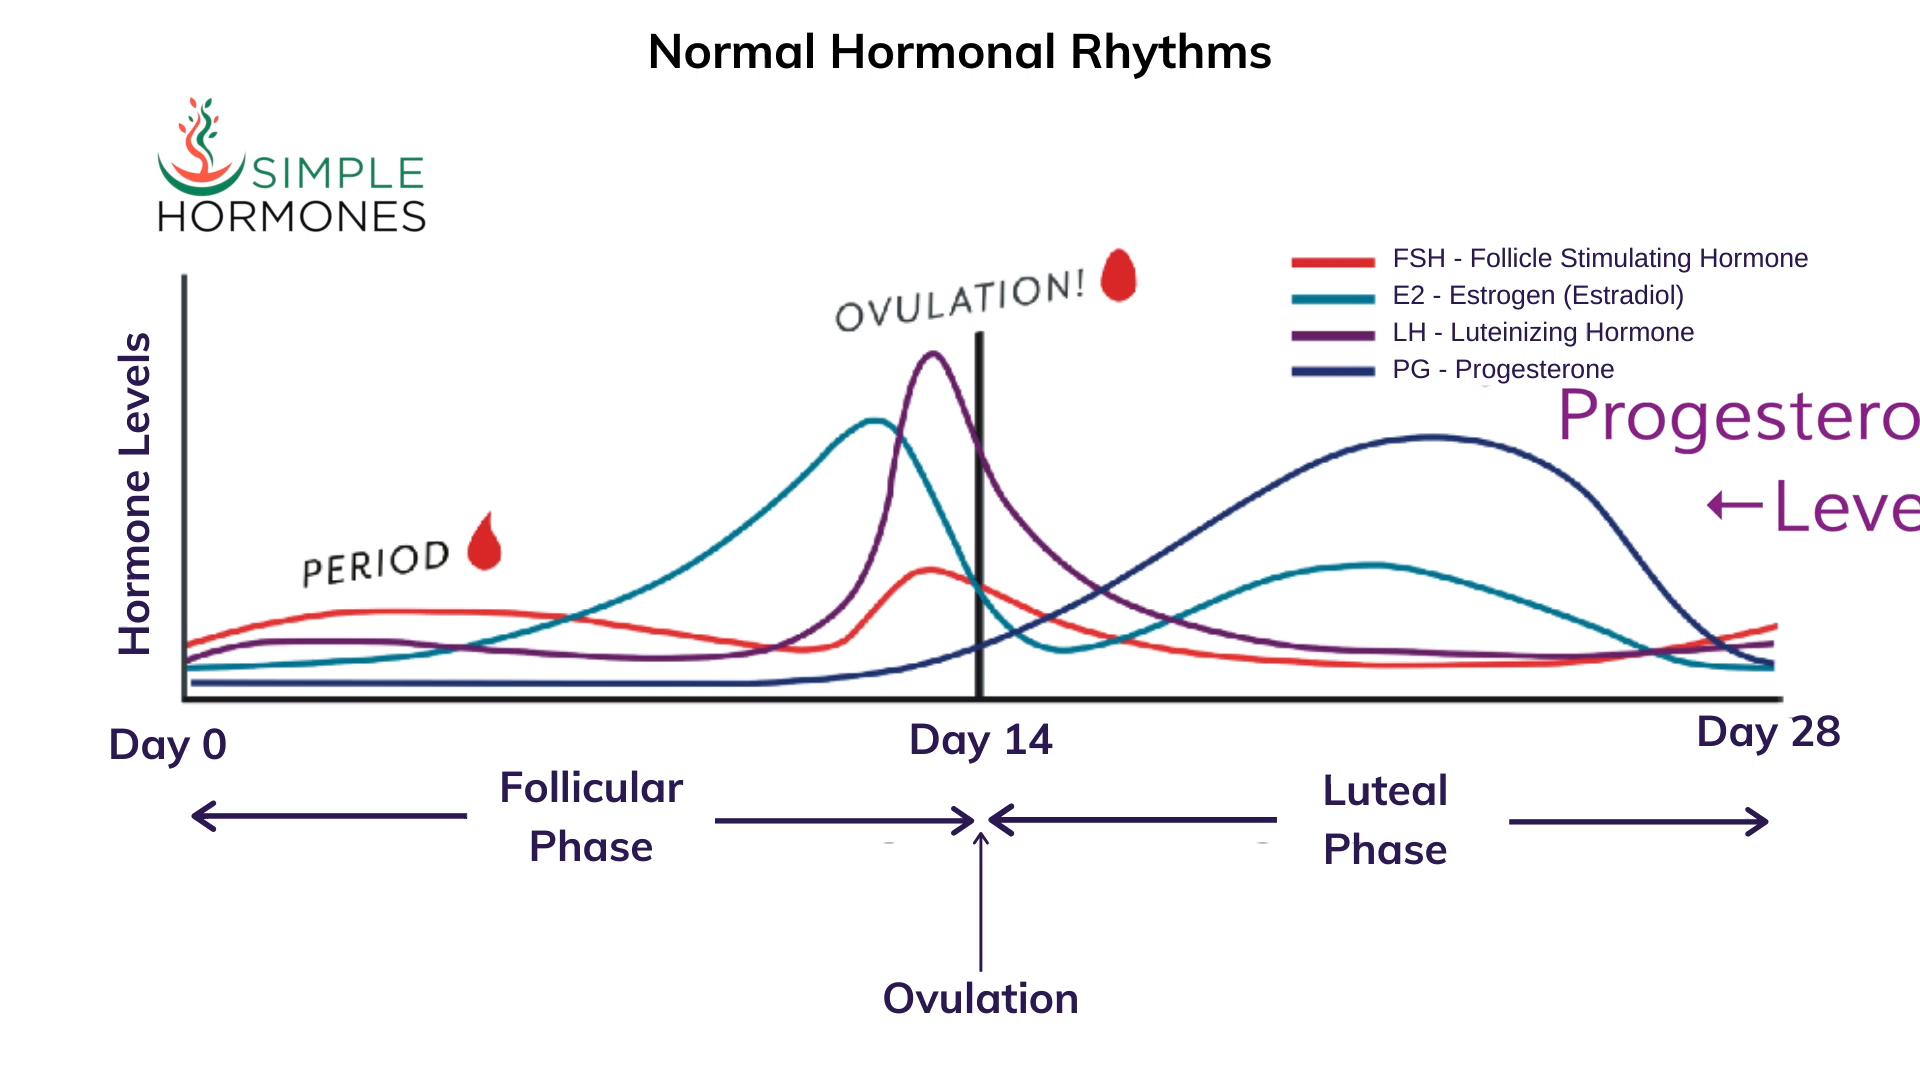 Normal Hormonal Rhythms
SIMPLE
HORMONES
OVULATION!
FSH - Follicle Stimulating Hormone
E2 - Estrogen (Estradiol)
LH - Luteinizing Hormone
PG - Progesterone
Progestero
←Leve
Hormone Levels
PERIOD
Day 0
Day 14
Day 28
Follicular
Phase
Luteal
Phase
Ovulation